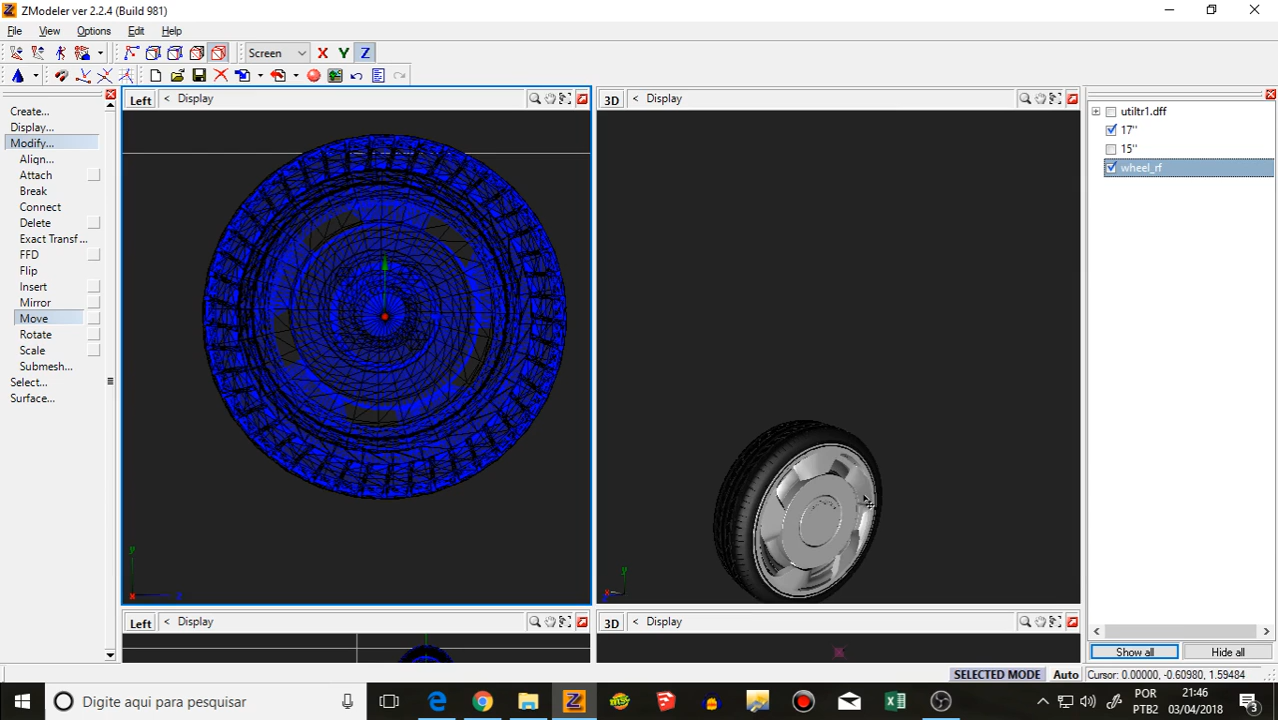 ZModeler ver 2.2.4 (Build 981)
File View Options Edit Help
Screen X Y Z
Left < Display
3D < Display
Create...
Display...
Modify...
Align...
Attach
Break
Connect
Delete
Exact Transf ...
FFD
Flip
Insert
Mirror
Move
Rotate
Scale
Submesh...
Select...
Surface...
utiltr1.dff
17"
15"
wheel_rf
y
z
x
y
x
Left < Display
3D < Display
Show all Hide all
SELECTED MODE Auto Cursor: 0.00000, -0.60980, 1.59484
Digite aqui para pesquisar
POR
PTB2
21:46
03/04/2018
3